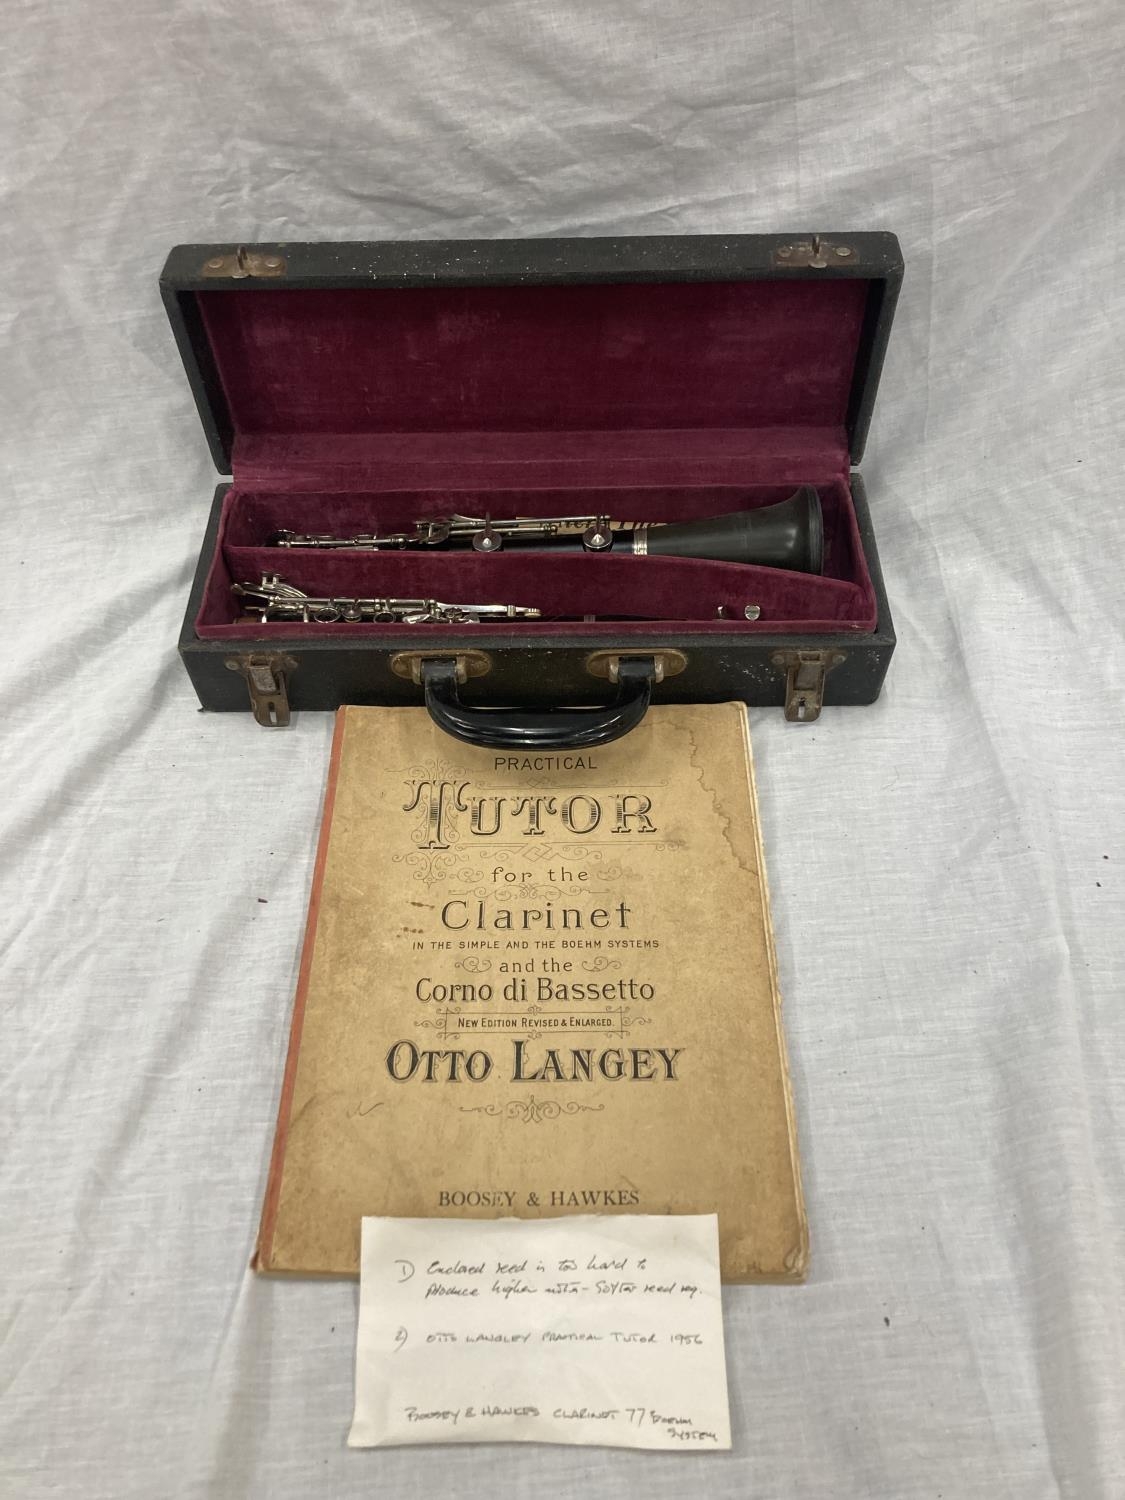 PRACTICAL
TUTOR
for the
Clarinet
IN THE SIMPLE AND THE BOEHM SYSTEMS
and the
Corno di Bassetto
NEW EDITION REVISED & ENLARGED.
OTTO LANGEY
BOOSEY & HAWKES
1) Enclosed reed is too hard to
produce higher notes - Softer reed req.
2) OTTO LANGLEY PRACTICAL TUTOR 1956
BOOSEY & HAWKES CLARINET 77 BOEHM
SYSTEM